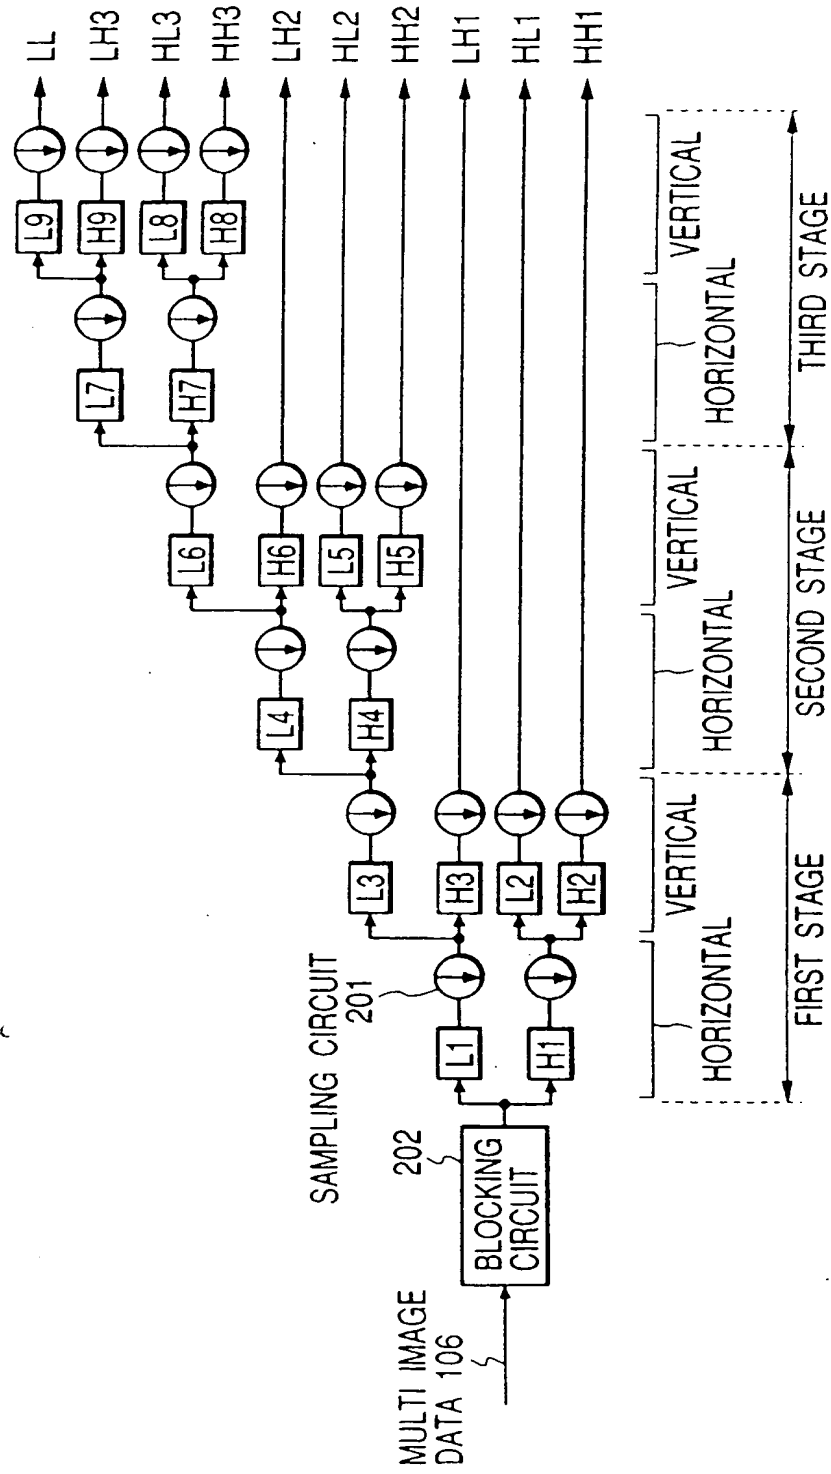 LL
LH3
HL3
HH3
LH2
HL2
HH2
LH1
HL1
HH1
L9
H9
L8
H8
L7
H7
L6
H6
L5
H5
L4
H4
L3
H3
L2
H2
L1
H1
SAMPLING CIRCUIT
201
202
BLOCKING
CIRCUIT
MULTI IMAGE
DATA 106
HORIZONTAL
VERTICAL
HORIZONTAL
VERTICAL
HORIZONTAL
VERTICAL
FIRST STAGE
SECOND STAGE
THIRD STAGE